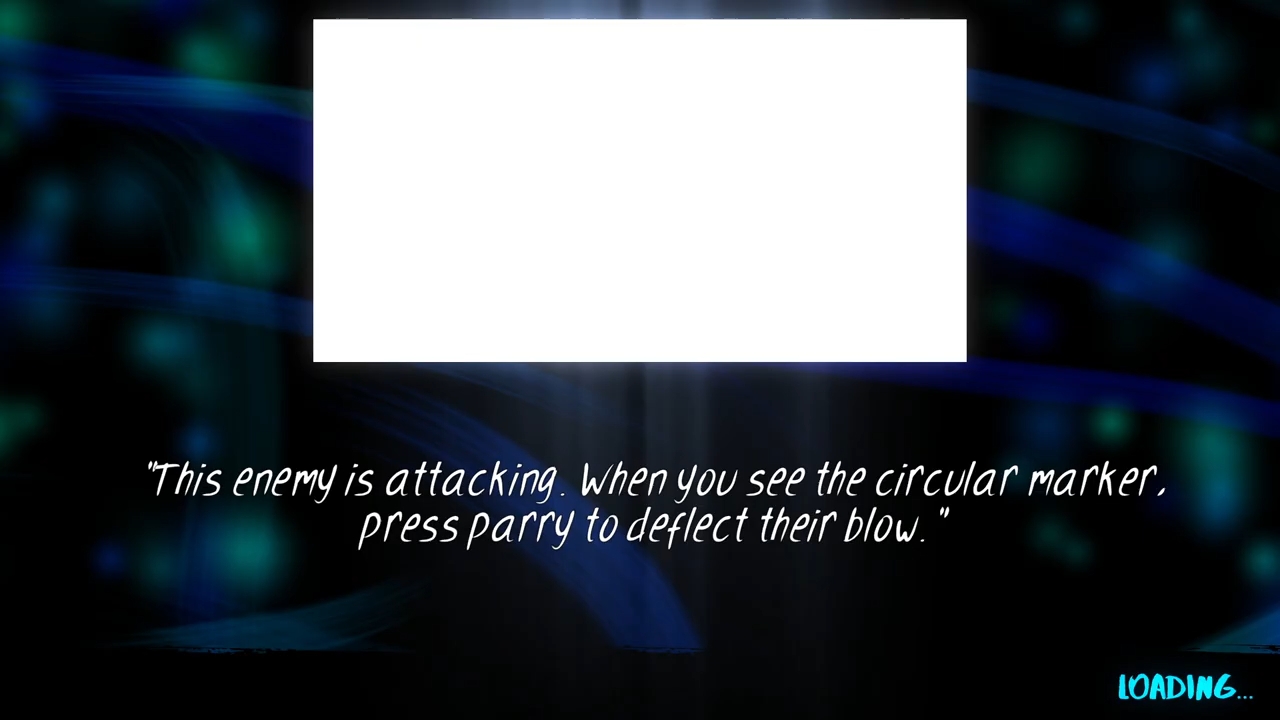 "This enemy is attacking. When you see the circular marker,
press Parry to deflect their blow."
LOADING...